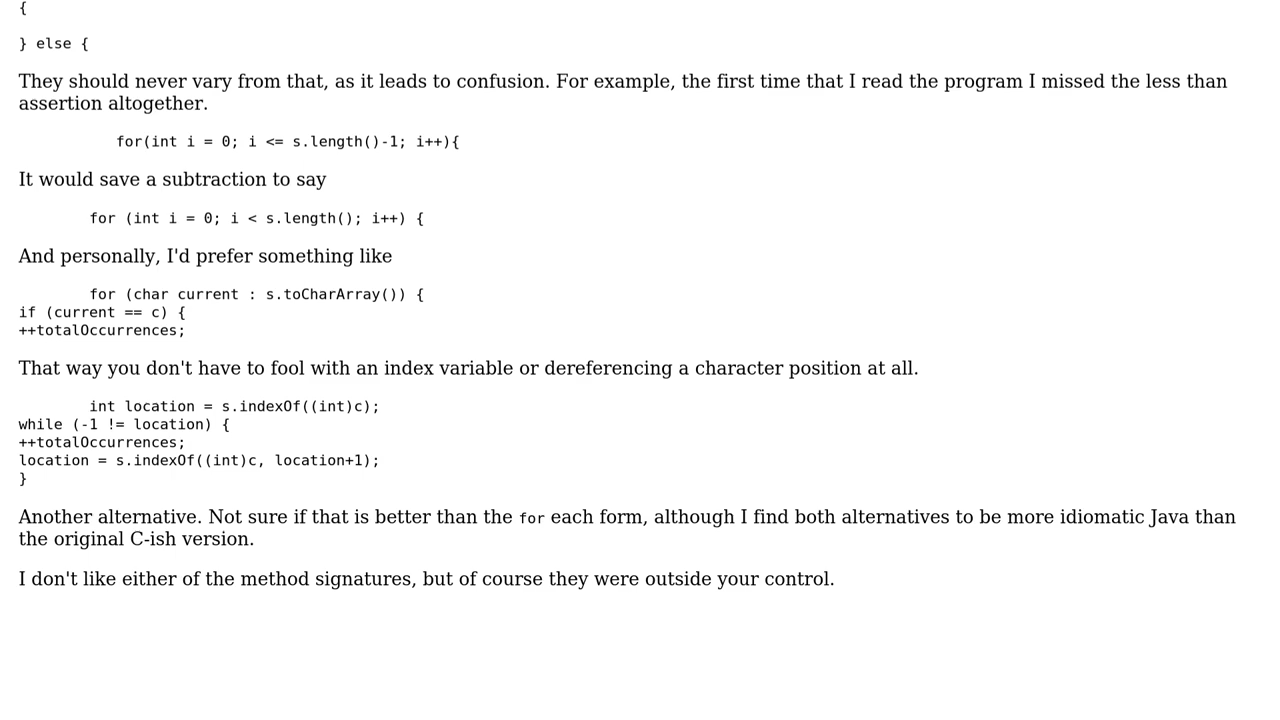 {
} else {
They should never vary from that, as it leads to confusion. For example, the first time that I read the program I missed the less than
assertion altogether.
for(int i = 0; i <= s.length()-1; i++){
It would save a subtraction to say
for (int i = 0; i < s.length(); i++) {
And personally, I'd prefer something like
for (char current : s.toCharArray()) {
if (current == c) {
++totalOccurrences;
That way you don't have to fool with an index variable or dereferencing a character position at all.
int location = s.indexOf((int)c);
while (-1 != location) {
++totalOccurrences;
location = s.indexOf((int)c, location+1);
}
Another alternative. Not sure if that is better than the for each form, although I find both alternatives to be more idiomatic Java than
the original C-ish version.
I don't like either of the method signatures, but of course they were outside your control.